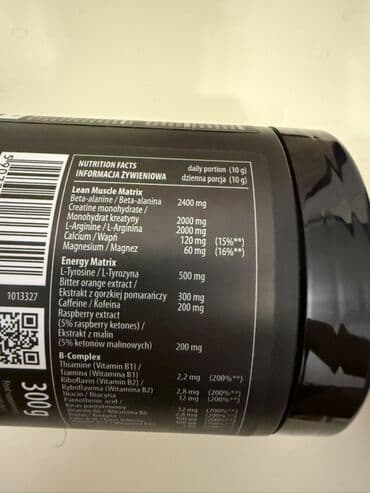 NUTRITION FACTS daily portion (10 g)
INFORMACJA ŻYWIENIOWA dzienna porcja (10 g)
Lean Muscle Matrix
Beta-alanine / Beta-alanina 2400 mg
Creatine monohydrate /
Monohydrat kreatyny 2000 mg
L-Arginine / L-Arginina 2000 mg
Calcium / Wapń 120 mg (15%**)
Magnesium / Magnez 60 mg (16%**)
Energy Matrix
L-Tyrosine / L-Tyrozyna 500 mg
Bitter orange extract /
Ekstrakt z gorzkiej pomarańczy 300 mg
Caffeine / Kofeina 200 mg
Raspberry extract
(5% raspberry ketones) /
Ekstrakt z malin
(5% ketonów malinowych) 200 mg
B-Complex
Thiamine (Vitamin B1) /
Tiamina (Witamina B1) 2,2 mg (200%**)
Riboflavin (Vitamin B2) /
Ryboflawina (Witamina B2) 2,8 mg (200%**)
Niacin / Niacyna 32 mg (200%**)
Pantothenic acid /
Kwas pantotenowy 12 mg (200%**)
1013327
300g